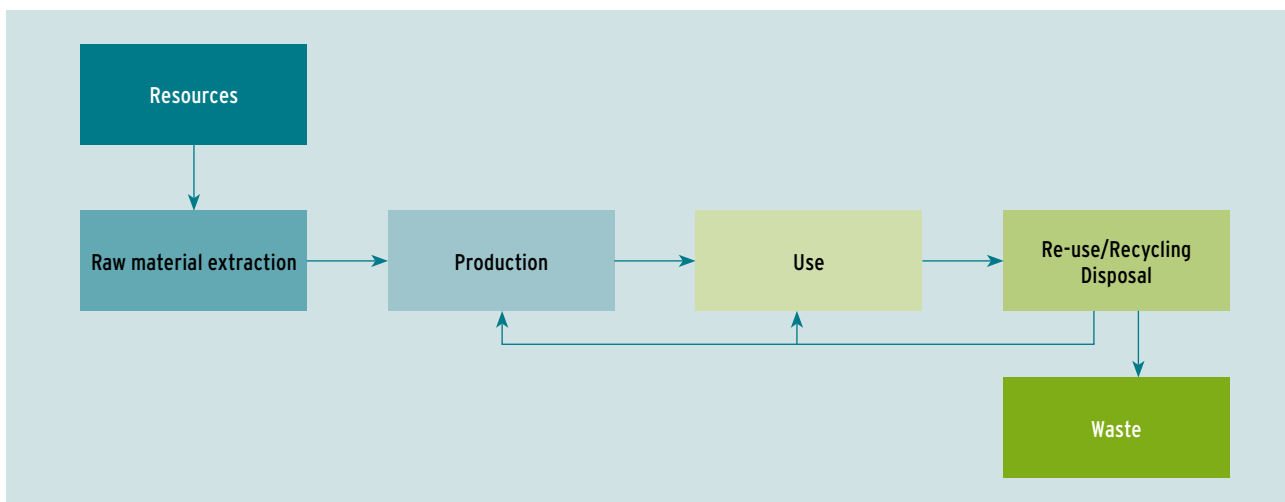 Resources
Raw material extraction
Production
Use
Re-use/Recycling
Disposal
Waste